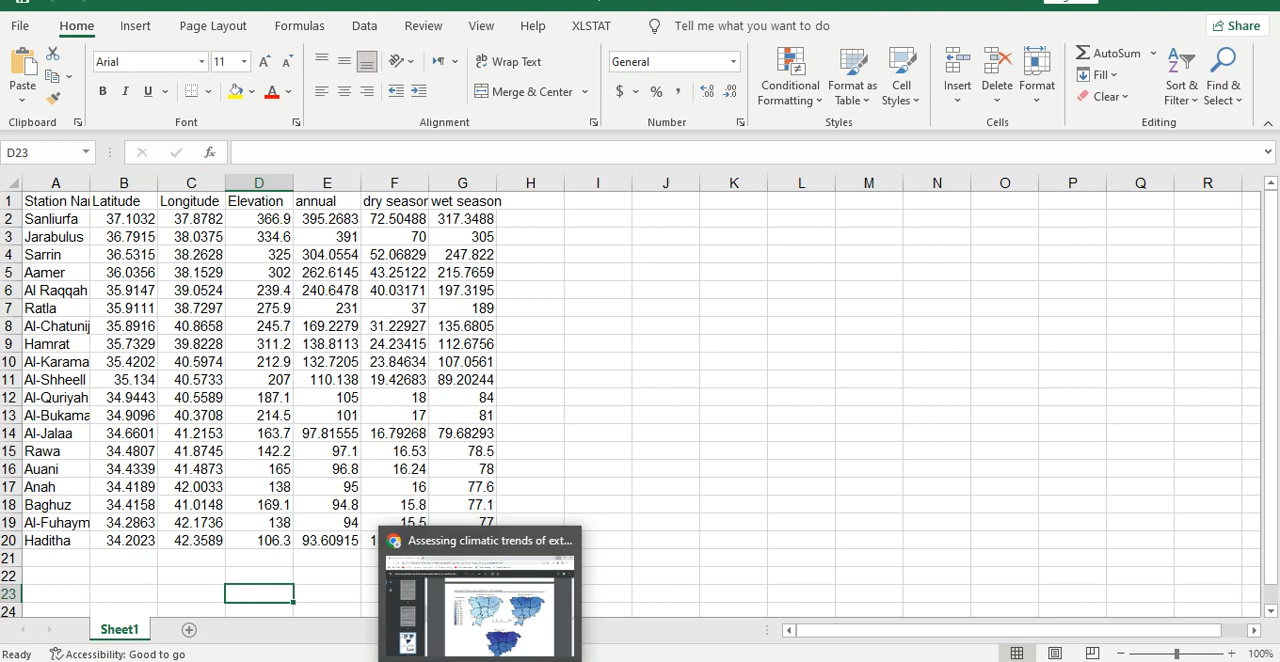 File Home Insert Page Layout Formulas Data Review View Help XLSTAT Tell me what you want to do Share
Paste Arial 11 Wrap Text General Conditional Formatting Format as Table Cell Styles Insert Delete Format AutoSum Fill Clear Sort & Filter Find & Select
B I U Merge & Center $ % ,
Clipboard Font Alignment Number Styles Cells Editing
D23 fx
A B C D E F G H I J K L M N O P Q R
1 Station Na Latitude Longitude Elevation annual dry season wet season
2 Sanliurfa 37.1032 37.8782 366.9 395.2683 72.50488 317.3488
3 Jarabulus 36.7915 38.0375 334.6 391 70 305
4 Sarrin 36.5315 38.2628 325 304.0554 52.06829 247.822
5 Aamer 36.0356 38.1529 302 262.6145 43.25122 215.7659
6 Al Raqqah 35.9147 39.0524 239.4 240.6478 40.03171 197.3195
7 Ratla 35.9111 38.7297 275.9 231 37 189
8 Al-Chatunij 35.8916 40.8658 245.7 169.2279 31.22927 135.6805
9 Hamrat 35.7329 39.8228 311.2 138.8113 24.23415 112.6756
10 Al-Karama 35.4202 40.5974 212.9 132.7205 23.84634 107.0561
11 Al-Shheell 35.134 40.5733 207 110.138 19.42683 89.20244
12 Al-Quriyah 34.9443 40.5589 187.1 105 18 84
13 Al-Bukama 34.9096 40.3708 214.5 101 17 81
14 Al-Jalaa 34.6601 41.2153 163.7 97.81555 16.79268 79.68293
15 Rawa 34.4807 41.8745 142.2 97.1 16.53 78.5
16 Auani 34.4339 41.4873 165 96.8 16.24 78
17 Anah 34.4189 42.0033 138 95 16 77.6
18 Baghuz 34.4158 41.0148 169.1 94.8 15.8 77.1
19 Al-Fuhaym 34.2863 42.1736 138 94 15.5 77
20 Haditha 34.2023 42.3589 106.3 93.60915 1
Assessing climatic trends of ext...
21
22
23
24
Sheet1
Ready Accessibility: Good to go 100%